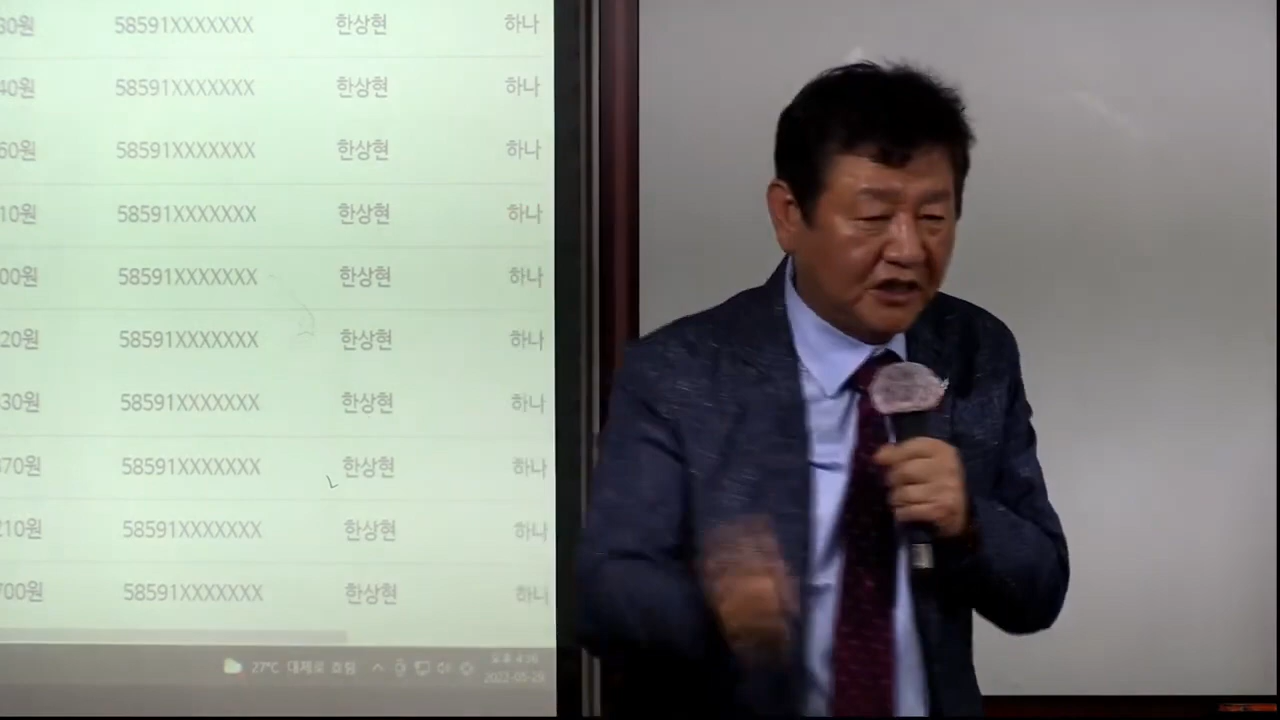 30원 58591XXXXXXX 한상현 하나
40원 58591XXXXXXX 한상현 하나
60원 58591XXXXXXX 한상현 하나
10원 58591XXXXXXX 한상현 하나
00원 58591XXXXXXX 한상현 하나
20원 58591XXXXXXX 한상현 하나
30원 58591XXXXXXX 한상현 하나
370원 58591XXXXXXX 한상현 하나
210원 58591XXXXXXX 한상현 하나
700원 58591XXXXXXX 한상현 하나
27°C 대체로 흐림 오후